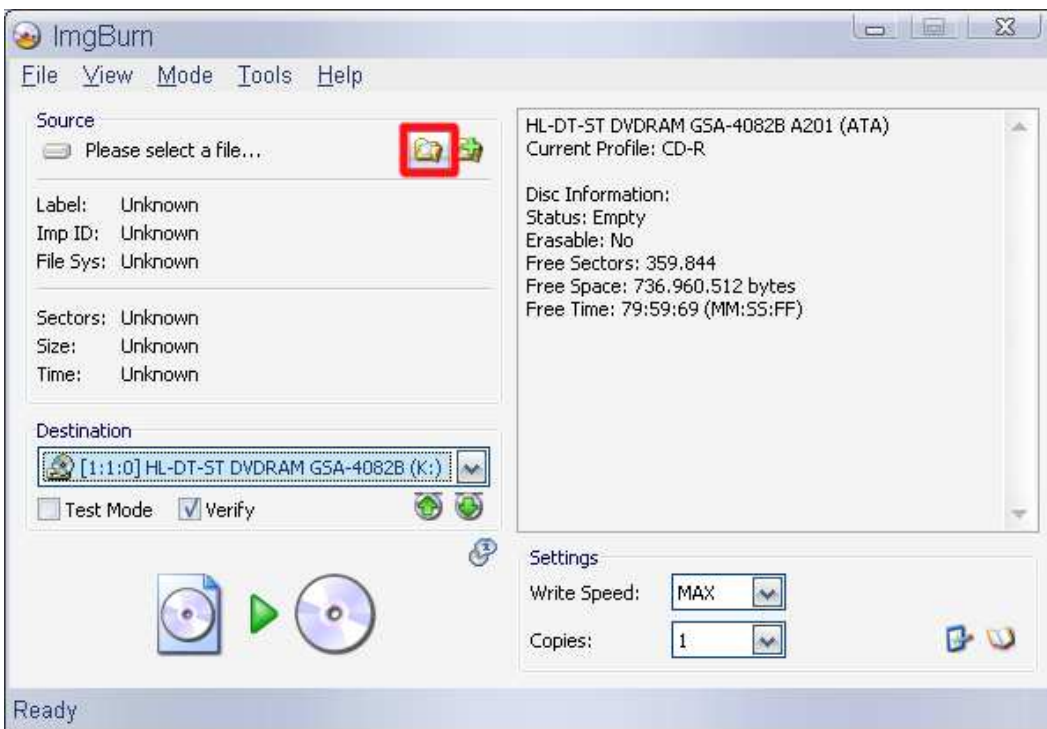 ImgBurn
File View Mode Tools Help
Source
Please select a file...
Label: Unknown
Imp ID: Unknown
File Sys: Unknown
Sectors: Unknown
Size: Unknown
Time: Unknown
Destination
[1:1:0] HL-DT-ST DVDRAM GSA-4082B (K:)
Test Mode Verify
HL-DT-ST DVDRAM GSA-4082B A201 (ATA)
Current Profile: CD-R
Disc Information:
Status: Empty
Erasable: No
Free Sectors: 359.844
Free Space: 736.960.512 bytes
Free Time: 79:59:69 (MM:SS:FF)
Settings
Write Speed: MAX
Copies: 1
Ready